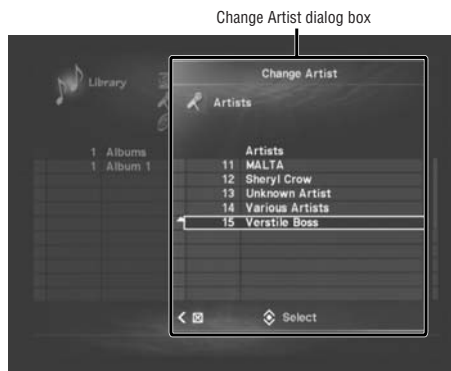 Change Artist dialog box
Library
Change Artist
Artists
1 Albums
1 Album 1
Artists
11 MALTA
12 Sheryl Crow
13 Unknown Artist
14 Various Artists
15 Verstile Boss
Select